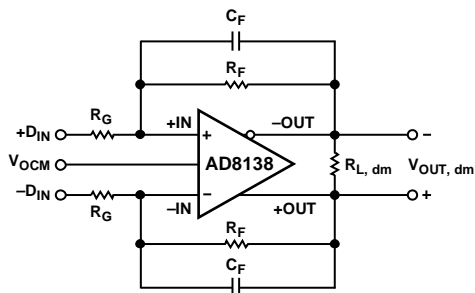 C_F
R_F
R_G
+D_IN
+IN
+
−OUT
−
V_OCM
AD8138
R_L, dm
V_OUT, dm
−D_IN
R_G
−IN
−
+OUT
+
R_F
C_F